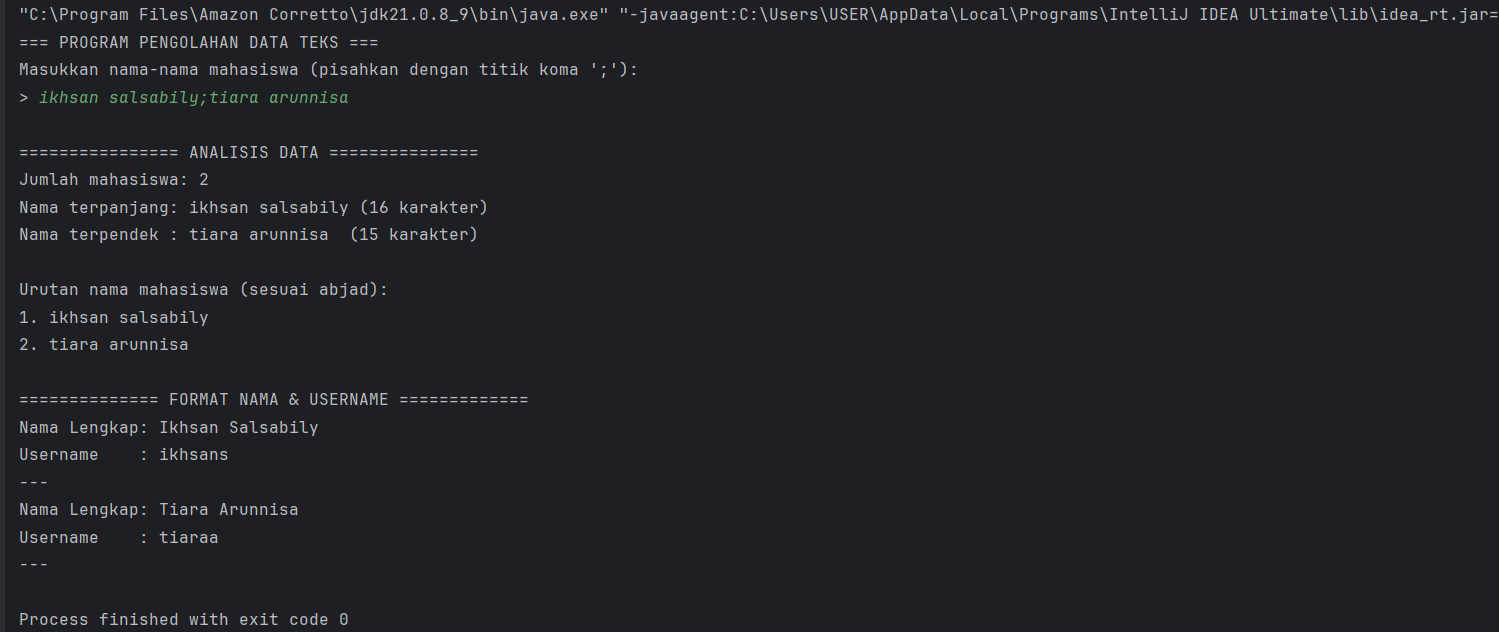 "C:\Program Files\Amazon Corretto\jdk21.0.8_9\bin\java.exe" "-javaagent:C:\Users\USER\AppData\Local\Programs\IntelliJ IDEA Ultimate\lib\idea_rt.jar=
=== PROGRAM PENGOLAHAN DATA TEKS ===
Masukkan nama-nama mahasiswa (pisahkan dengan titik koma ';'):
> ikhsan salsabily;tiara arunnisa
================ ANALISIS DATA ===============
Jumlah mahasiswa: 2
Nama terpanjang: ikhsan salsabily (16 karakter)
Nama terpendek : tiara arunnisa  (15 karakter)
Urutan nama mahasiswa (sesuai abjad):
1. ikhsan salsabily
2. tiara arunnisa
============== FORMAT NAMA & USERNAME =============
Nama Lengkap: Ikhsan Salsabily
Username    : ikhsans
---
Nama Lengkap: Tiara Arunnisa
Username    : tiaraa
---
Process finished with exit code 0